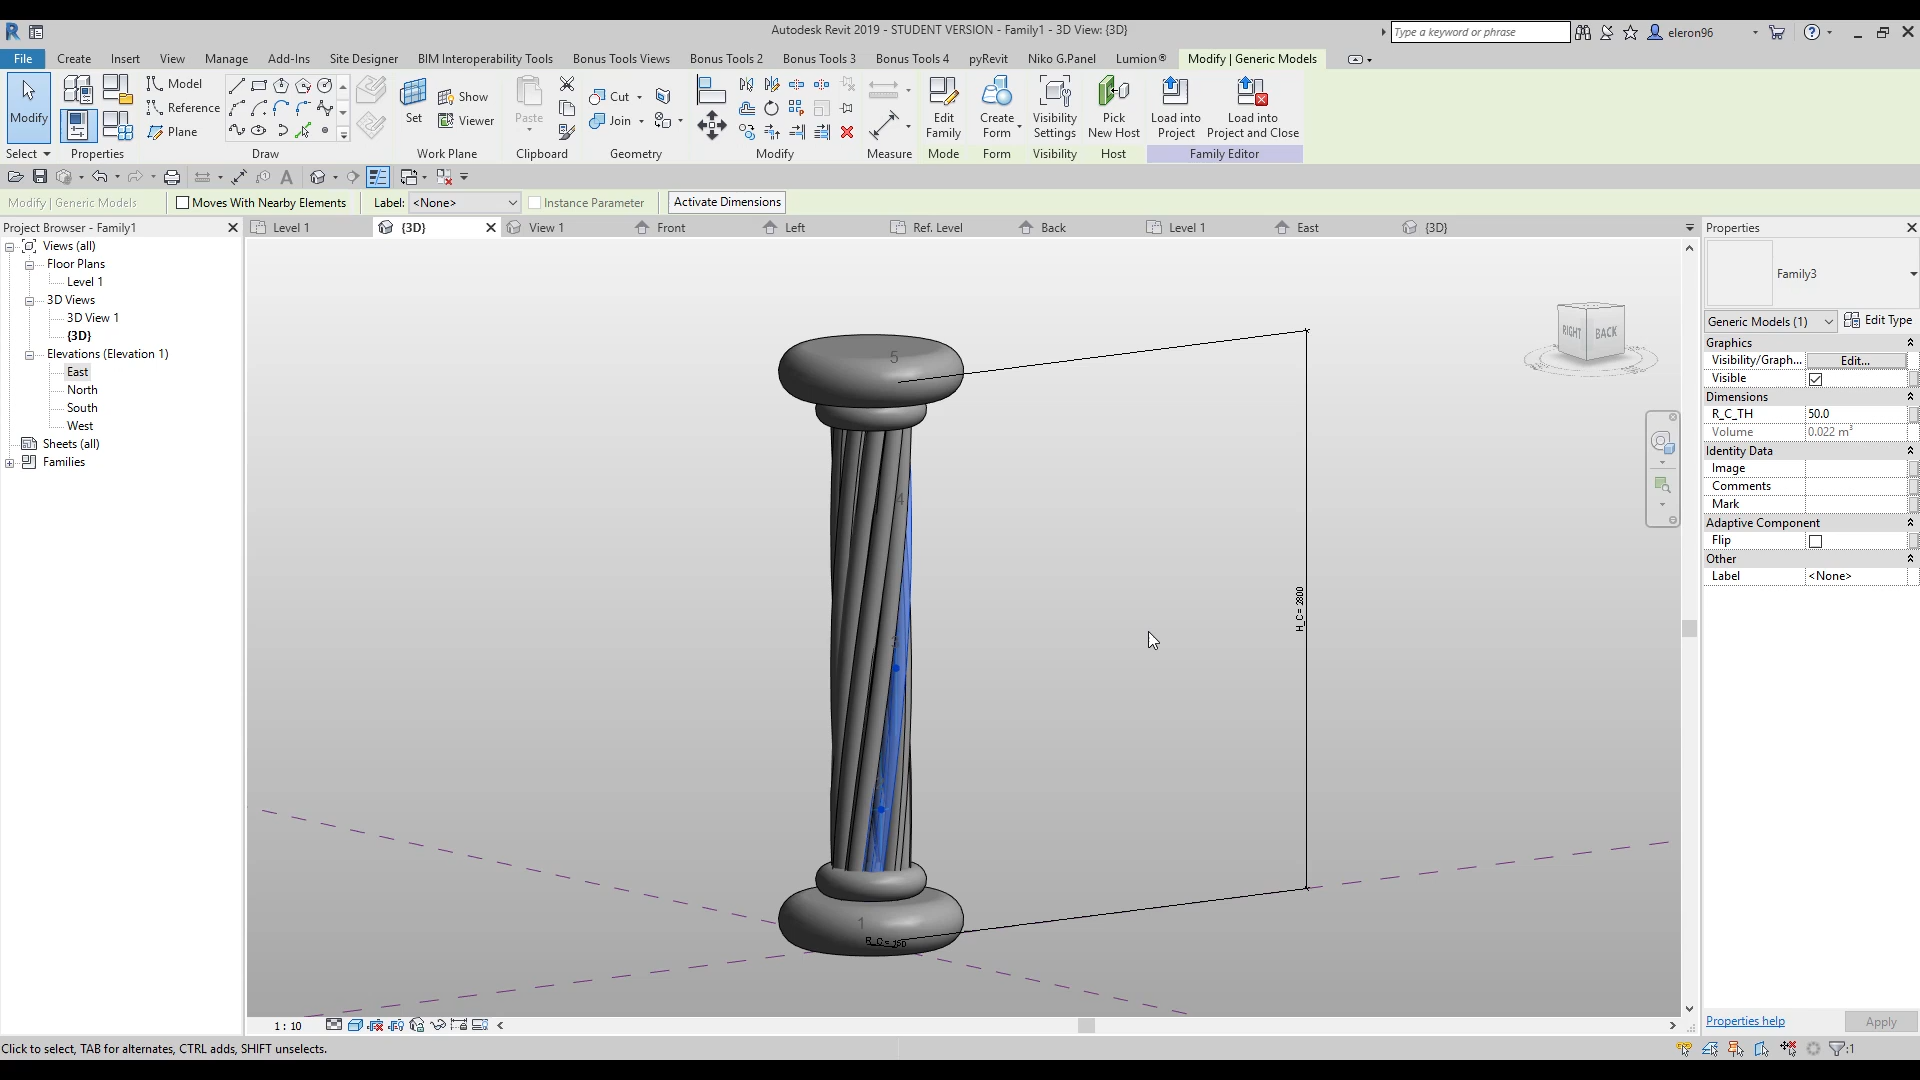 Autodesk Revit 2019 - STUDENT VERSION - Family1 - 3D View: {3D}
Type a keyword or phrase
eleron96
File Create Insert View Manage Add-Ins Site Designer BIM Interoperability Tools Bonus Tools Views Bonus Tools 2 Bonus Tools 3 Bonus Tools 4 pyRevit Niko G.Panel Lumion® Modify | Generic Models
Modify
Model
Reference
Plane
Set
Show
Viewer
Paste
Cut
Join
Edit Family
Create Form
Visibility Settings
Pick New Host
Load into Project
Load into Project and Close
Select Properties Draw Work Plane Clipboard Geometry Modify Measure Mode Form Visibility Host Family Editor
Modify | Generic Models Moves With Nearby Elements Label: <None> Instance Parameter Activate Dimensions
Project Browser - Family1
Level 1 {3D} View 1 Front Left Ref. Level Back Level 1 East {3D}
Views (all)
Floor Plans
Level 1
3D Views
3D View 1
{3D}
Elevations (Elevation 1)
East
North
South
West
Sheets (all)
Families
5
4
1
H_C = 2800
RIGHT BACK
Properties
Family3
Generic Models (1) Edit Type
Graphics
Visibility/Graph... Edit...
Visible
Dimensions
R_C_TH 50.0
Volume 0.022 m³
Identity Data
Image
Comments
Mark
Adaptive Component
Flip
Other
Label <None>
Properties help Apply
1 : 10
Click to select, TAB for alternates, CTRL adds, SHIFT unselects.
:1